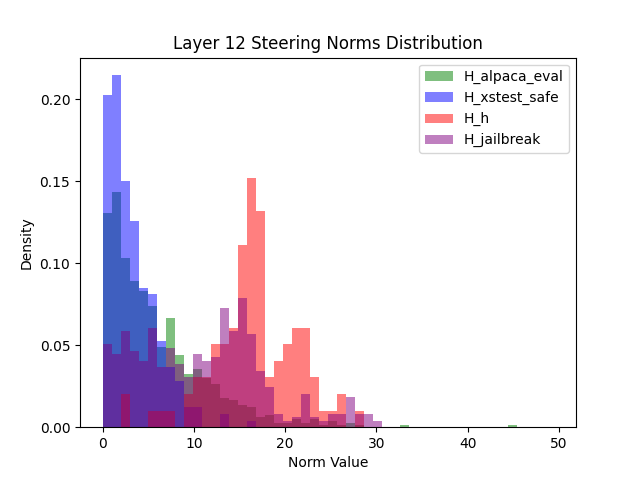 Layer 12 Steering Norms Distribution
H_alpaca_eval
H_xstest_safe
H_h
H_jailbreak
Density
0.20
0.15
0.10
0.05
0.00
0 10 20 30 40 50
Norm Value